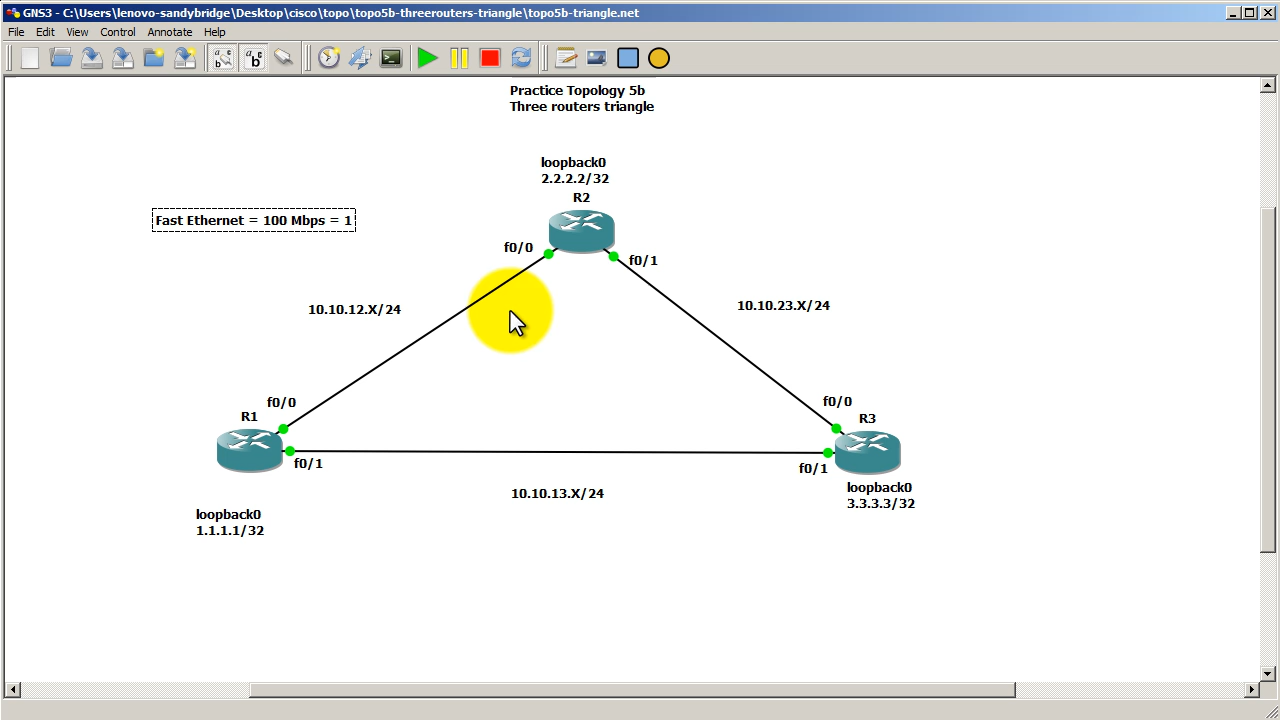 GNS3 - C:\Users\lenovo-sandybridge\Desktop\cisco\topo\topo5b-threerouters-triangle\topo5b-triangle.net
File Edit View Control Annotate Help
Practice Topology 5b
Three routers triangle
loopback0
2.2.2.2/32
R2
Fast Ethernet = 100 Mbps = 1
f0/0
f0/1
10.10.12.X/24
10.10.23.X/24
f0/0
R1
f0/1
f0/0
R3
f0/1
10.10.13.X/24
loopback0
3.3.3.3/32
loopback0
1.1.1.1/32